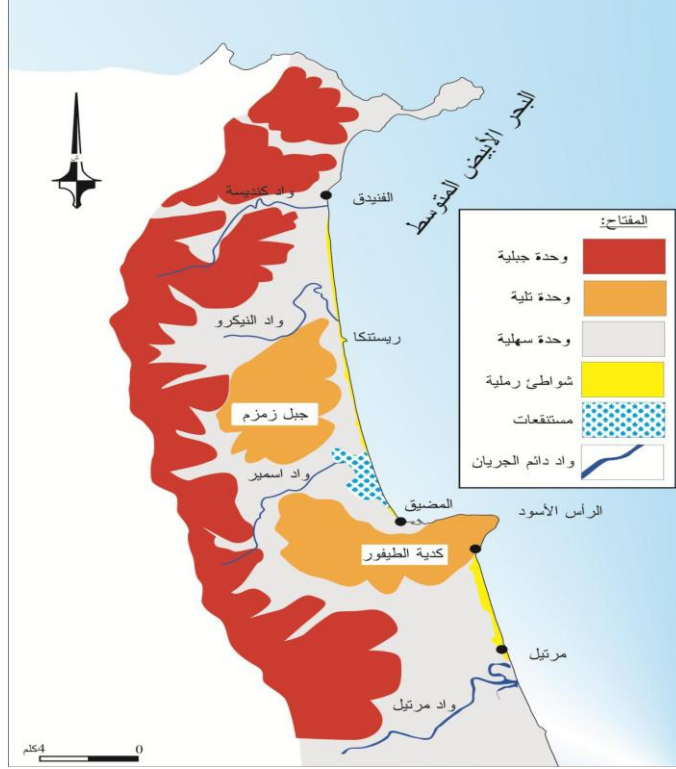 البحر الأبيض المتوسط
الفنيدق
واد كنديسة
واد النيكرو
ريستنكا
جبل زمزم
واد اسمير
المضيق
الرأس الأسود
كدية الطيفور
مرتيل
واد مرتيل
المفتاح:
وحدة جبلية
وحدة تلية
وحدة سهلية
شواطئ رملية
مستنقعات
واد دائم الجريان
4كلم 0